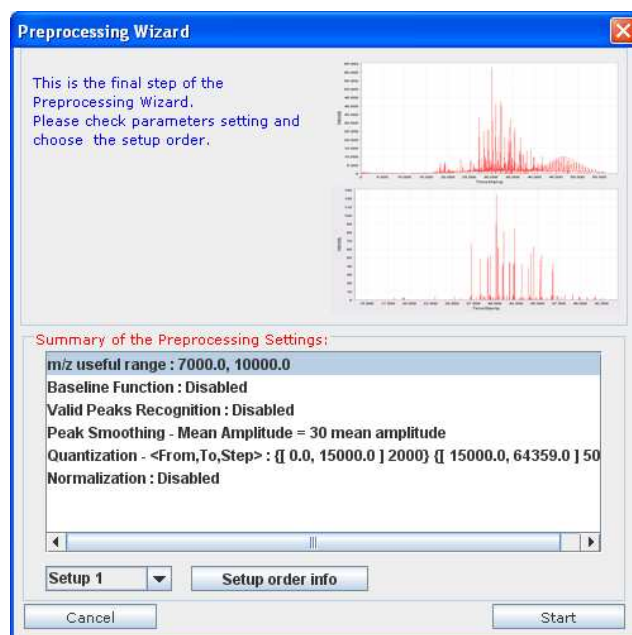 Preprocessing Wizard
This is the final step of the
Preprocessing Wizard.
Please check parameters setting and
choose the setup order.
Summary of the Preprocessing Settings:
m/z useful range : 7000.0, 10000.0
Baseline Function : Disabled
Valid Peaks Recognition : Disabled
Peak Smoothing - Mean Amplitude = 30 mean amplitude
Quantization - <From,To,Step> : {[ 0.0, 15000.0 ] 2000} {[ 15000.0, 64359.0 ] 50
Normalization : Disabled
Setup 1
Setup order info
Cancel
Start